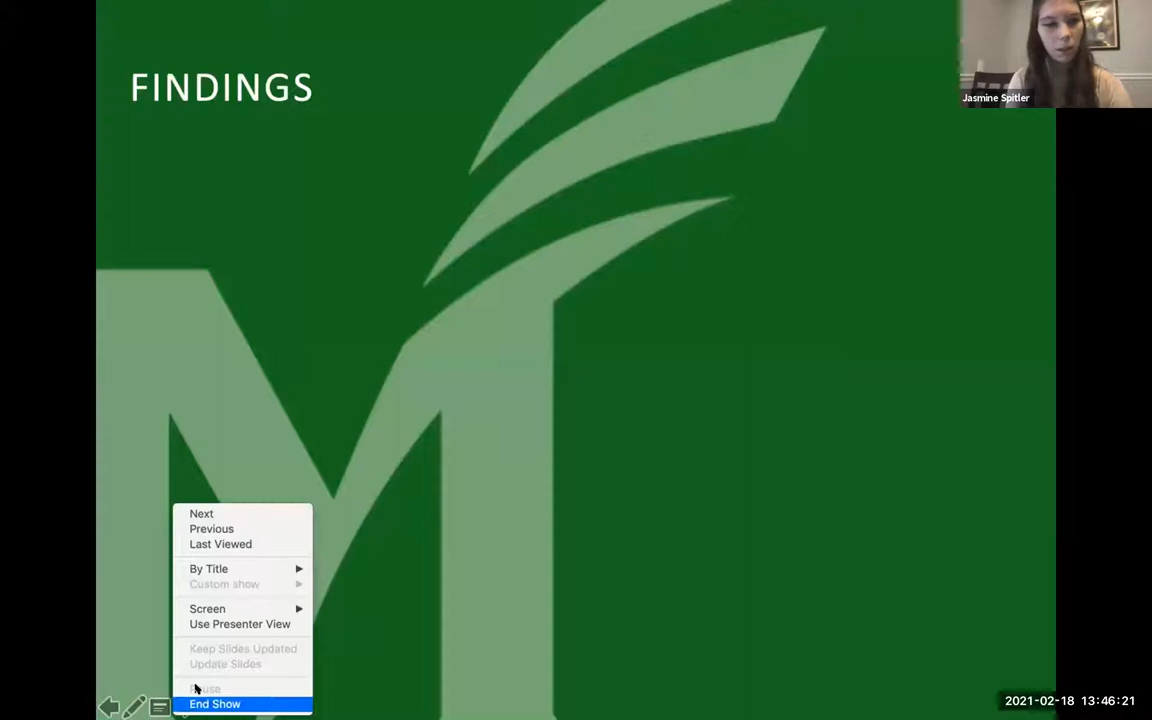 FINDINGS
Jasmine Spitler
Next
Previous
Last Viewed
By Title
Custom show
Screen
Use Presenter View
Keep Slides Updated
Update Slides
Pause
End Show
2021-02-18 13:46:21